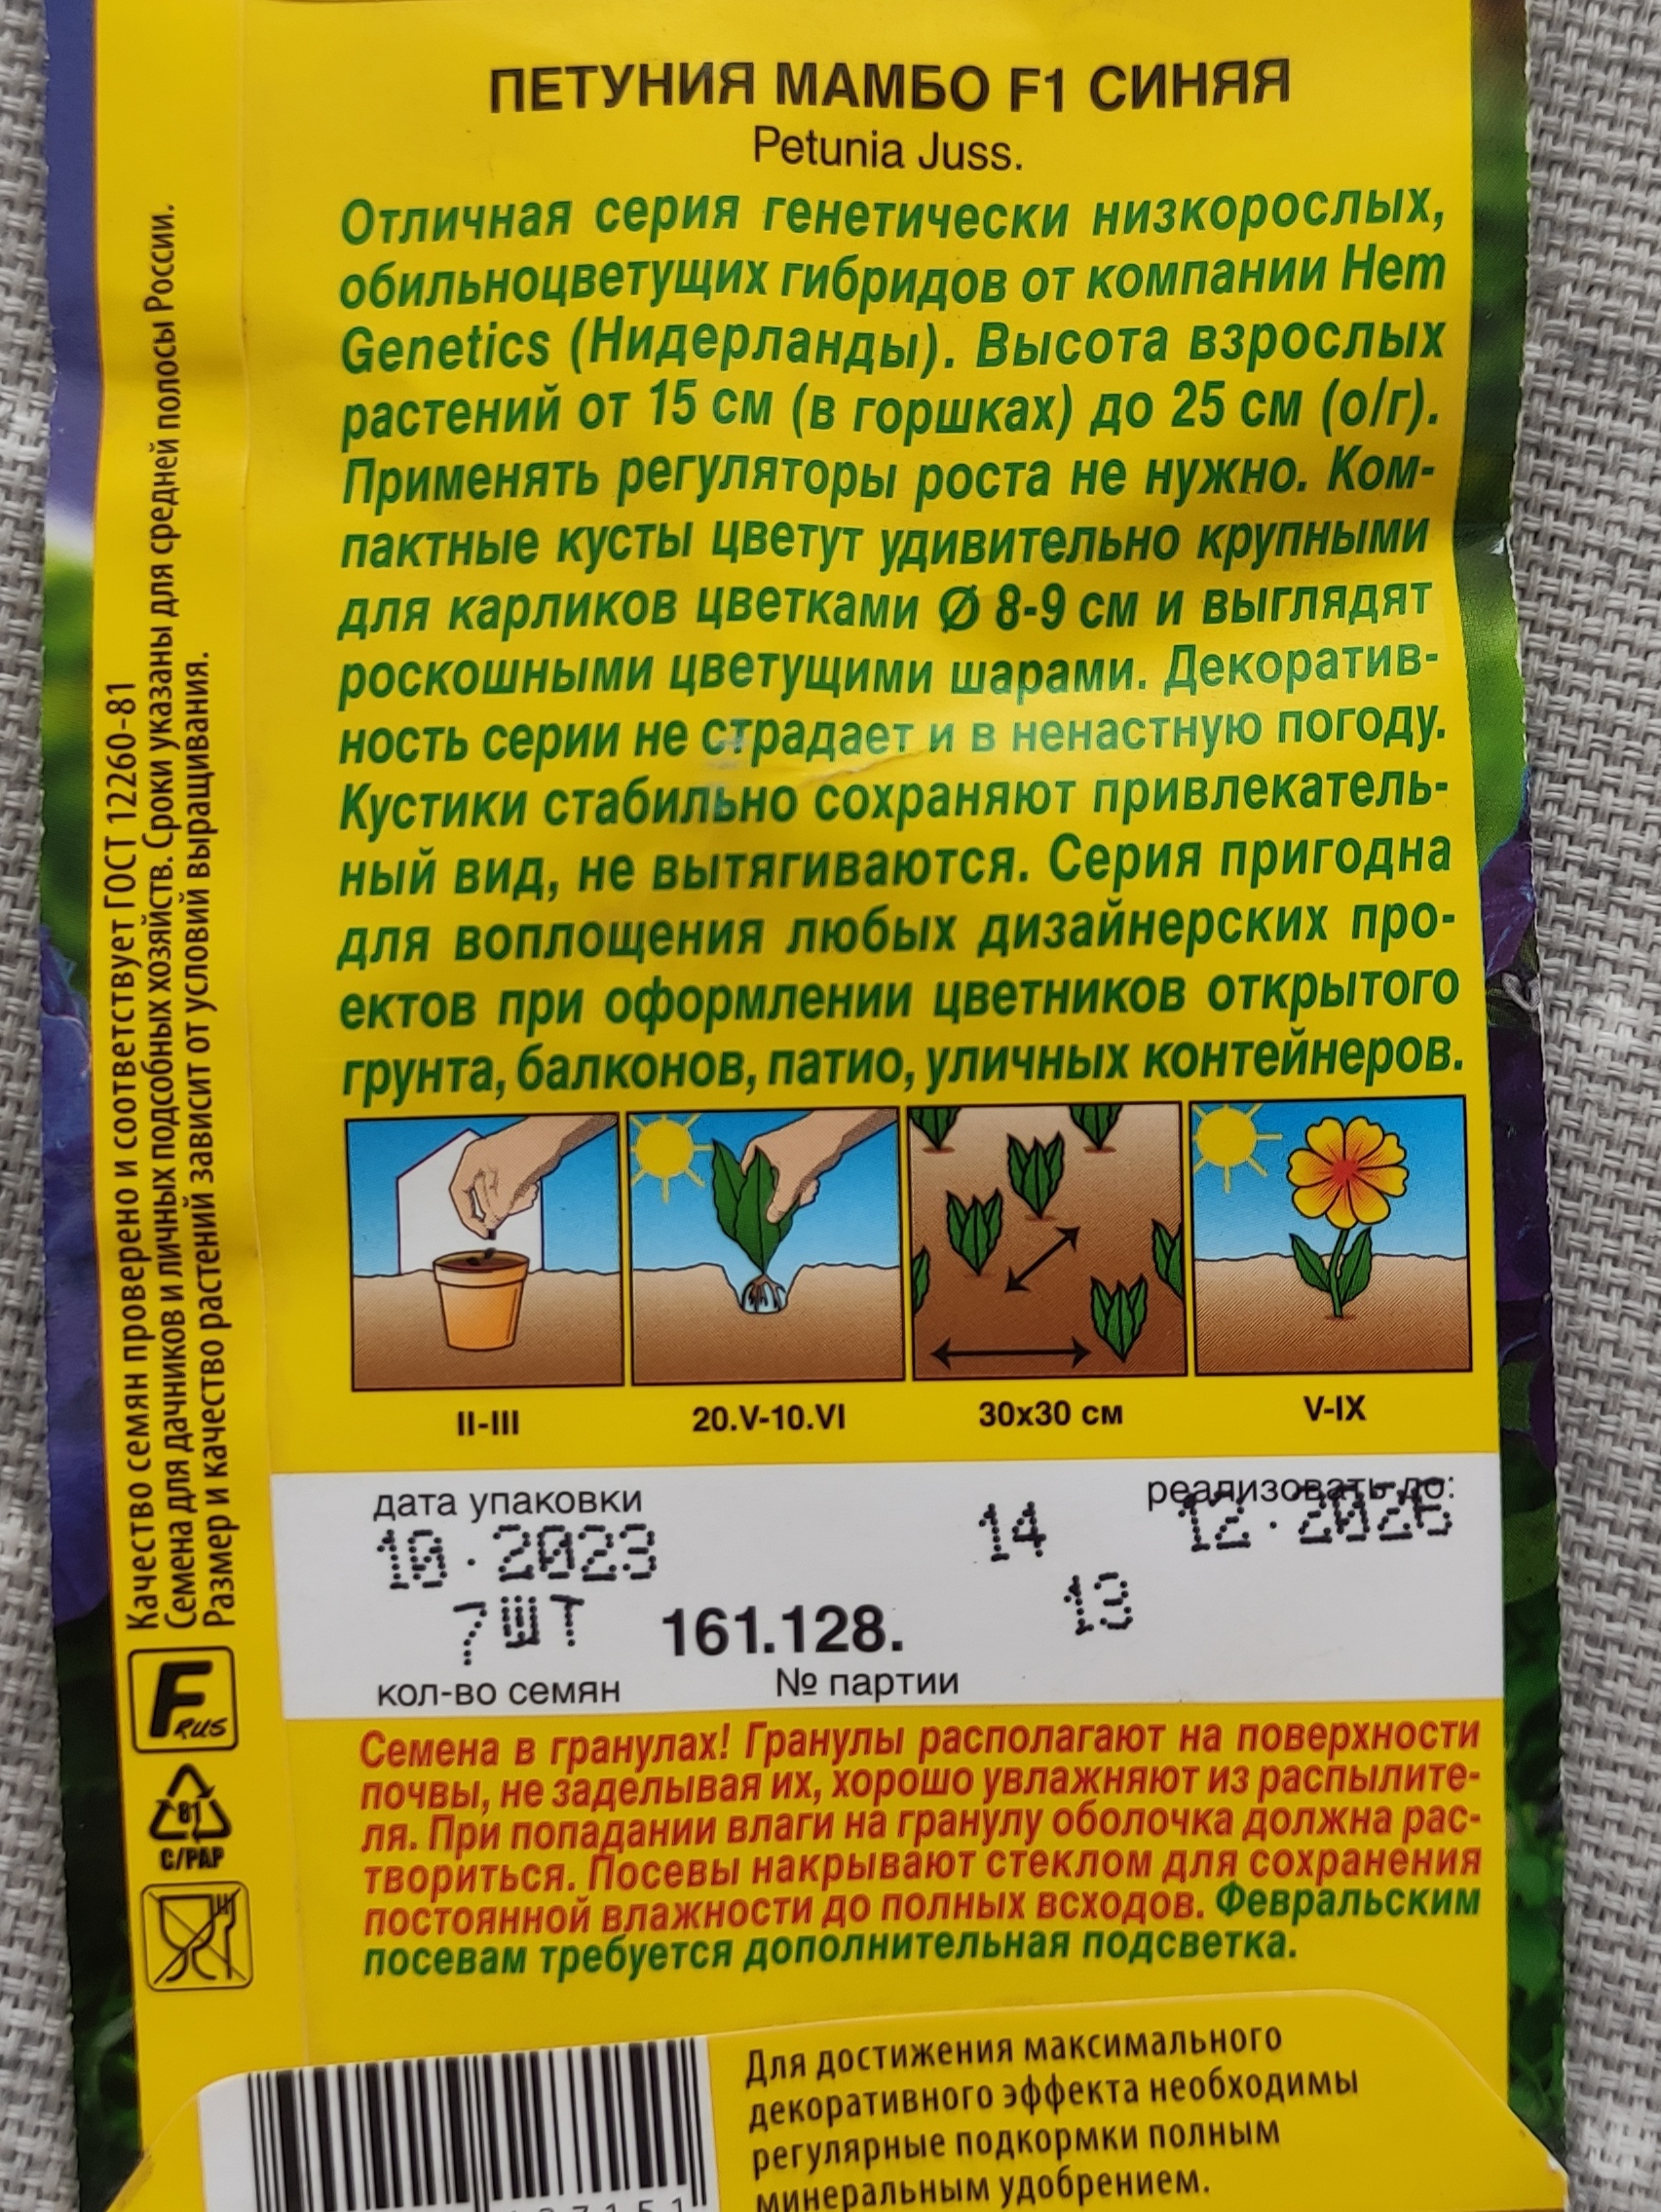 ПЕТУНИЯ МАМБО F1 СИНЯЯ
Petunia Juss.
Отличная серия генетически низкорослых,
обильноцветущих гибридов от компании Hem
Genetics (Нидерланды). Высота взрослых
растений от 15 см (в горшках) до 25 см (о/г).
Применять регуляторы роста не нужно. Ком-
пактные кусты цветут удивительно крупными
для карликов цветками Ø 8-9 см и выглядят
роскошными цветущими шарами. Декоратив-
ность серии не страдает и в ненастную погоду.
Кустики стабильно сохраняют привлекатель-
ный вид, не вытягиваются. Серия пригодна
для воплощения любых дизайнерских про-
ектов при оформлении цветников открытого
грунта, балконов, патио, уличных контейнеров.
II-III
20.V-10.VI
30х30 см
V-IX
дата упаковки
10.2023
14
реализовать до:
12.2026
7ШТ
161.128.
13
кол-во семян
№ партии
Семена в гранулах! Гранулы располагают на поверхности
почвы, не заделывая их, хорошо увлажняют из распылите-
ля. При попадании влаги на гранулу оболочка должна рас-
твориться. Посевы накрывают стеклом для сохранения
постоянной влажности до полных всходов. Февральским
посевам требуется дополнительная подсветка.
Для достижения максимального
декоративного эффекта необходимы
регулярные подкормки полным
минеральным удобрением.
Качество семян проверено и соответствует ГОСТ 12260-81
Семена для дачников и личных подсобных хозяйств. Сроки указаны для средней полосы России.
Размер и качество растений зависит от условий выращивания.
F
RUS
81
C/PAP